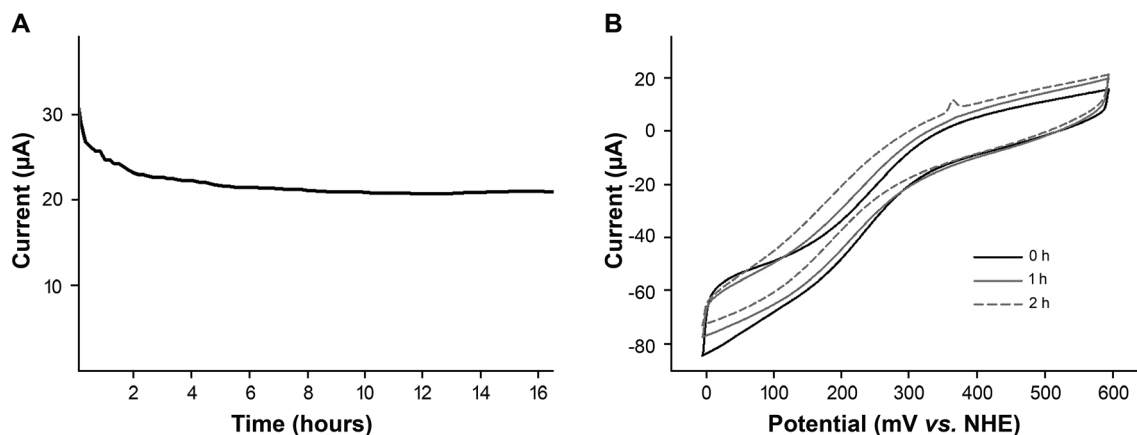 A
Current (µA)
30
20
10
2 4 6 8 10 12 14 16
Time (hours)
B
Current (µA)
20
0
-20
-40
-60
-80
0 h
1 h
2 h
0 100 200 300 400 500 600
Potential (mV vs. NHE)